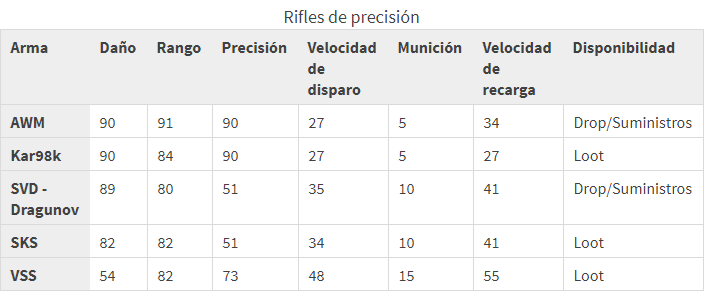 Rifles de precisión
Arma Daño Rango Precisión Velocidad de disparo Munición Velocidad de recarga Disponibilidad
AWM 90 91 90 27 5 34 Drop/Suministros
Kar98k 90 84 90 27 5 27 Loot
SVD - Dragunov 89 80 51 35 10 41 Drop/Suministros
SKS 82 82 51 34 10 41 Loot
VSS 54 82 73 48 15 55 Loot